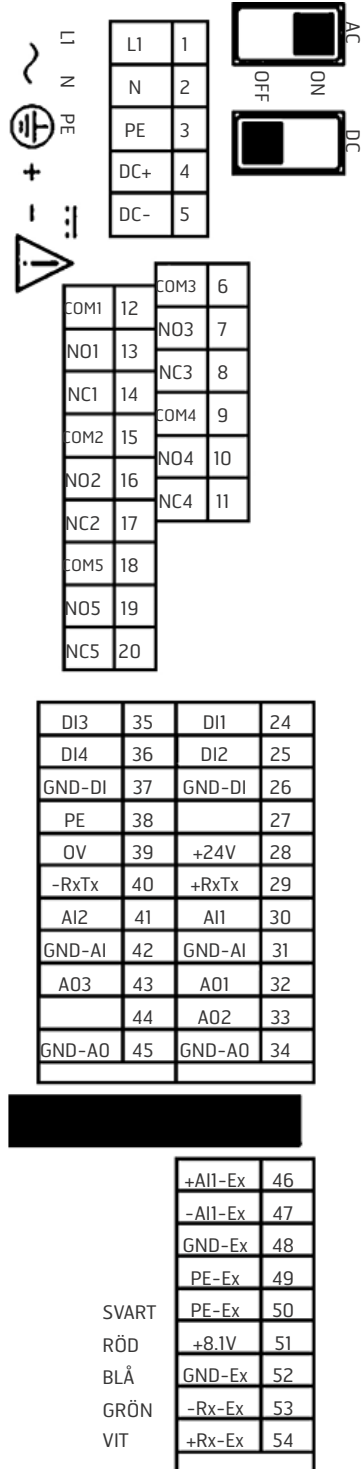 L1 N PE
~
+ -
L1 1
N 2
PE 3
DC+ 4
DC- 5
AC
OFF ON
DC
COM3 6
NO3 7
NC3 8
COM4 9
NO4 10
NC4 11
COM1 12
NO1 13
NC1 14
COM2 15
NO2 16
NC2 17
COM5 18
NO5 19
NC5 20
DI3 35 DI1 24
DI4 36 DI2 25
GND-DI 37 GND-DI 26
PE 38 27
0V 39 +24V 28
-RxTx 40 +RxTx 29
AI2 41 AI1 30
GND-AI 42 GND-AI 31
AO3 43 AO1 32
44 AO2 33
GND-AO 45 GND-AO 34
+AI1-Ex 46
-AI1-Ex 47
GND-Ex 48
PE-Ex 49
SVART PE-Ex 50
RÖD +8.1V 51
BLÅ GND-Ex 52
GRÖN -Rx-Ex 53
VIT +Rx-Ex 54